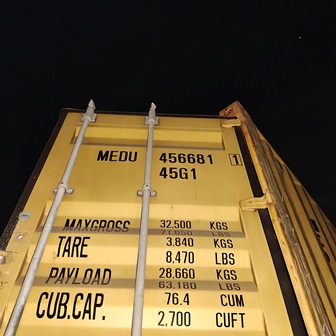 MEDU 456681 1
45G1
MAXGROSS 32.500 KGS
71.650 LBS
TARE 3,840 KGS
8,470 LBS
PAYLOAD 28.660 KGS
63,180 LBS
CUB.CAP. 76.4 CUM
2,700 CUFT